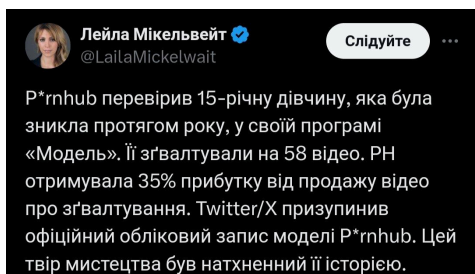 Лейла Мікельвейт
@LailaMickelwait
Слідуйте
P*rnhub перевірив 15-річну дівчину, яка була
зникла протягом року, у своїй програмі
«Модель». Її зґвалтували на 58 відео. PH
отримувала 35% прибутку від продажу відео
про зґвалтування. Twitter/X призупинив
офіційний обліковий запис моделі P*rnhub. Цей
твір мистецтва був натхненний її історією.